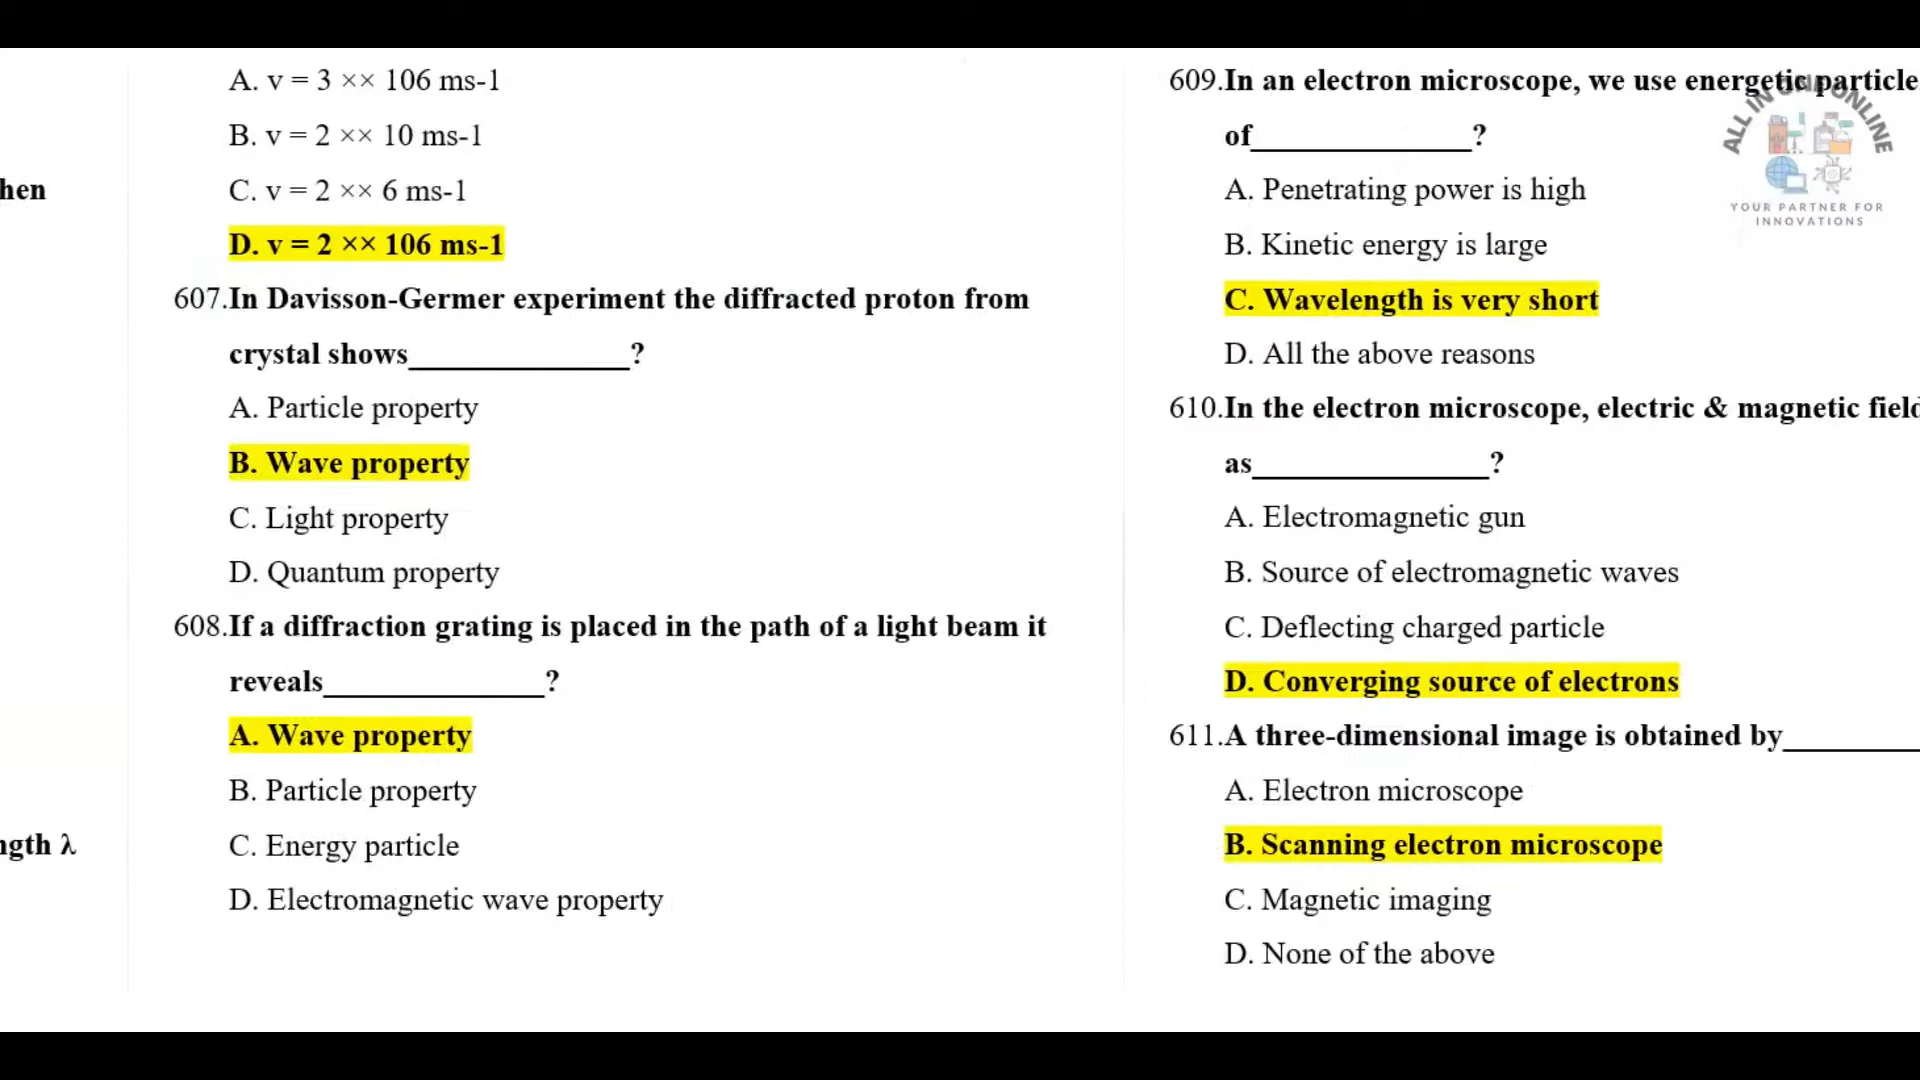 hen
ngth λ
A. v = 3 ×× 106 ms-1
B. v = 2 ×× 10 ms-1
C. v = 2 ×× 6 ms-1
D. v = 2 ×× 106 ms-1
607.In Davisson-Germer experiment the diffracted proton from
crystal shows______________?
A. Particle property
B. Wave property
C. Light property
D. Quantum property
608.If a diffraction grating is placed in the path of a light beam it
reveals______________?
A. Wave property
B. Particle property
C. Energy particle
D. Electromagnetic wave property
609.In an electron microscope, we use energetic particle
of______________?
A. Penetrating power is high
B. Kinetic energy is large
C. Wavelength is very short
D. All the above reasons
610.In the electron microscope, electric & magnetic field
as_______________?
A. Electromagnetic gun
B. Source of electromagnetic waves
C. Deflecting charged particle
D. Converging source of electrons
611.A three-dimensional image is obtained by_________
A. Electron microscope
B. Scanning electron microscope
C. Magnetic imaging
D. None of the above
ALL IN ONE ONLINE
YOUR PARTNER FOR
INNOVATIONS